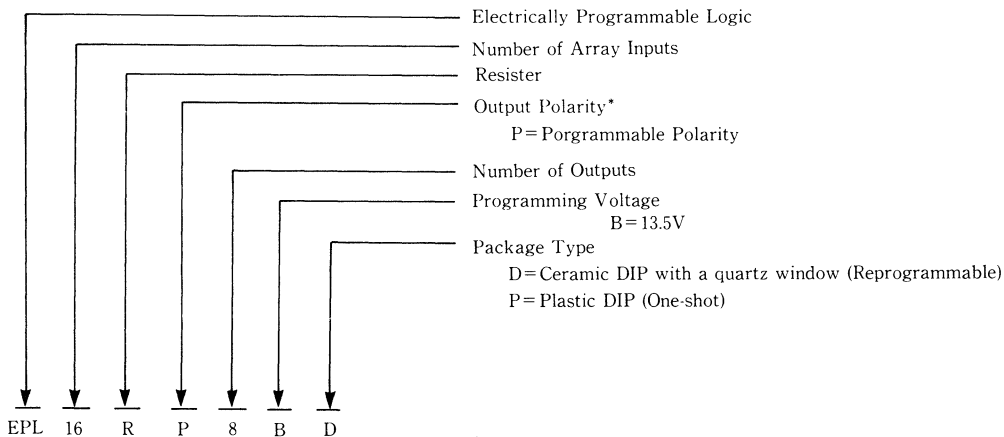 Electrically Programmable Logic
Number of Array Inputs
Resister
Output Polarity*
P=Porgrammable Polarity
Number of Outputs
Programming Voltage
B=13.5V
Package Type
D=Ceramic DIP with a quartz window (Reprogrammable)
P=Plastic DIP (One-shot)
EPL 16 R P 8 B D